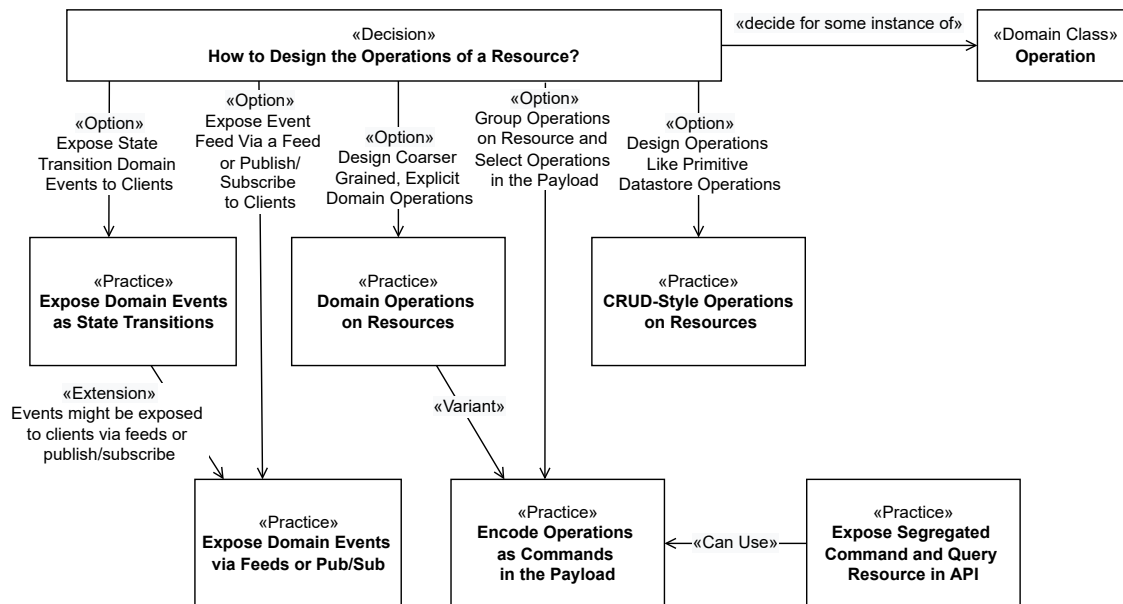 «Decision»
How to Design the Operations of a Resource?
«decide for some instance of»
«Domain Class»
Operation
«Option»
Expose State
Transition Domain
Events to Clients
«Option»
Expose Event
Feed Via a Feed
or Publish/
Subscribe
to Clients
«Option»
Design Coarser
Grained, Explicit
Domain Operations
«Option»
Group Operations
on Resource and
Select Operations
in the Payload
«Option»
Design Operations
Like Primitive
Datastore Operations
«Practice»
Expose Domain Events
as State Transitions
«Practice»
Domain Operations
on Resources
«Practice»
CRUD-Style Operations
on Resources
«Extension»
Events might be exposed
to clients via feeds or
publish/subscribe
«Variant»
«Practice»
Expose Domain Events
via Feeds or Pub/Sub
«Practice»
Encode Operations
as Commands
in the Payload
«Can Use»
«Practice»
Expose Segregated
Command and Query
Resource in API